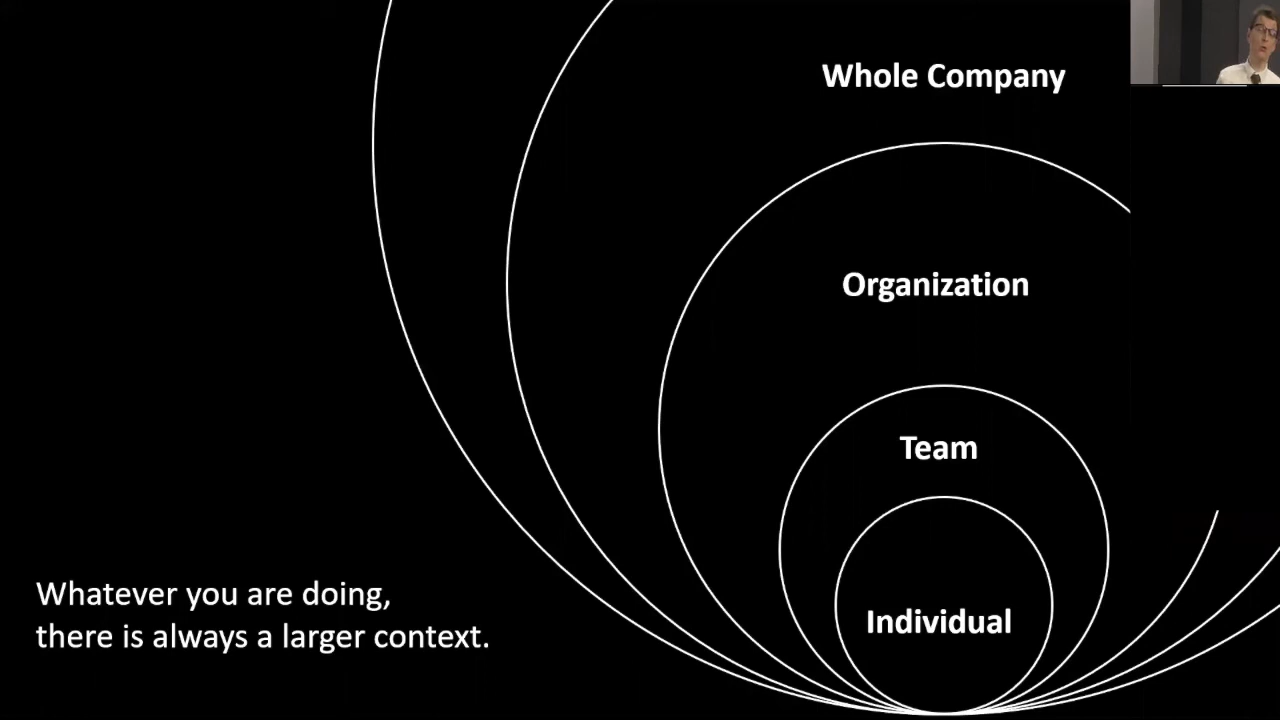 Whole Company
Organization
Team
Individual
Whatever you are doing,
there is always a larger context.